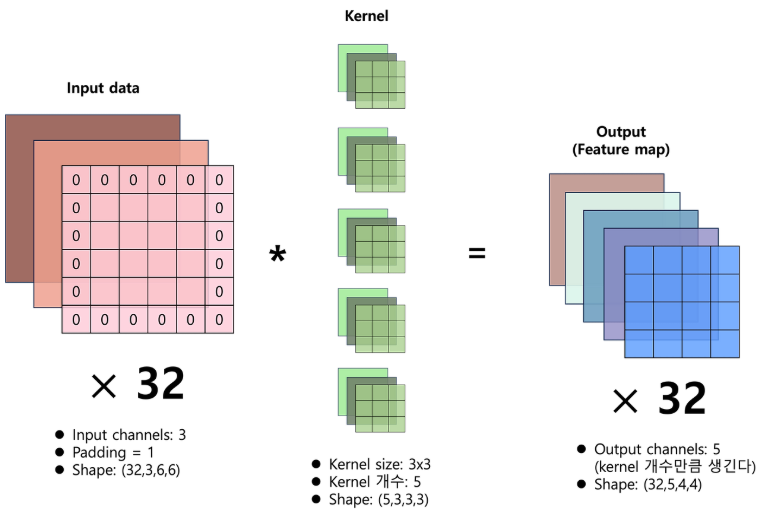 Kernel
Input data
Output
(Feature map)
0 0 0 0 0 0
0 0
0 0
0 0
0 0
0 0 0 0 0 0
*
=
× 32
× 32
● Input channels: 3
● Padding = 1
● Shape: (32,3,6,6)
● Kernel size: 3x3
● Kernel 개수: 5
● Shape: (5,3,3,3)
● Output channels: 5
(kernel 개수만큼 생긴다)
● Shape: (32,5,4,4)